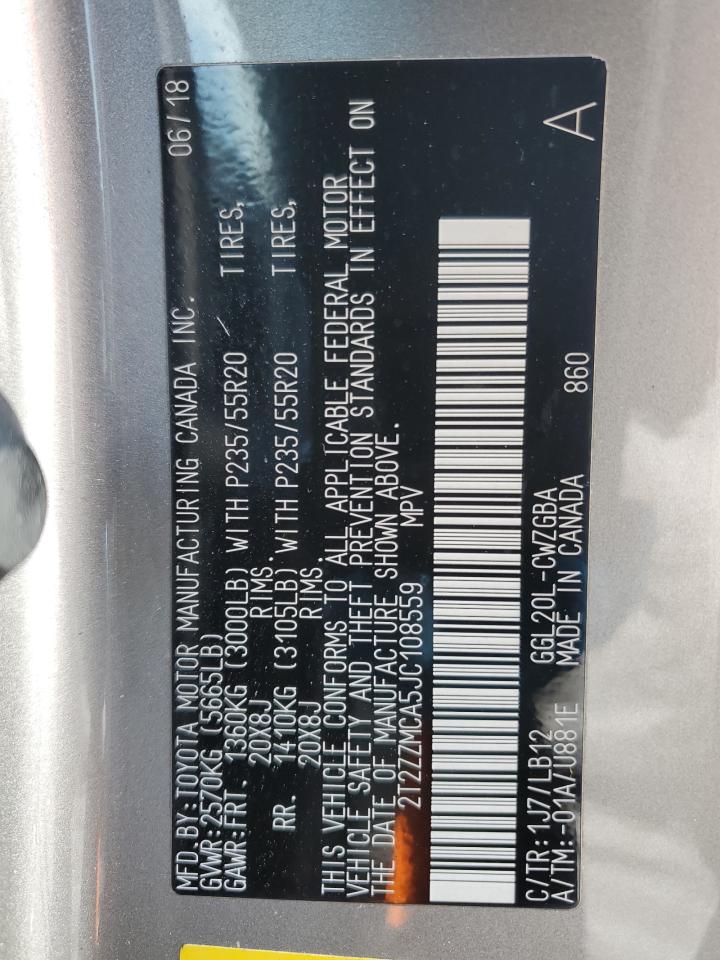 MFD.BY:TOYOTA MOTOR MANUFACTURING CANADA INC. 06/18
GVWR:2570KG (5665LB)
GAWR:FRT. 1360KG (3000LB) WITH P235/55R20 TIRES,
20X8J RIMS.
RR. 1410KG (3105LB) WITH P235/55R20 TIRES,
20X8J RIMS.
THIS VEHICLE CONFORMS TO ALL APPLICABLE FEDERAL MOTOR
VEHICLE SAFETY AND THEFT PREVENTION STANDARDS IN EFFECT ON
THE DATE OF MANUFACTURE SHOWN ABOVE.
2T2ZZMCA5JC108559 MPV
C/TR:1J7/LB12 GGL20L-CWZGBA
A/TM:-01A/U881E MADE IN CANADA 860 A